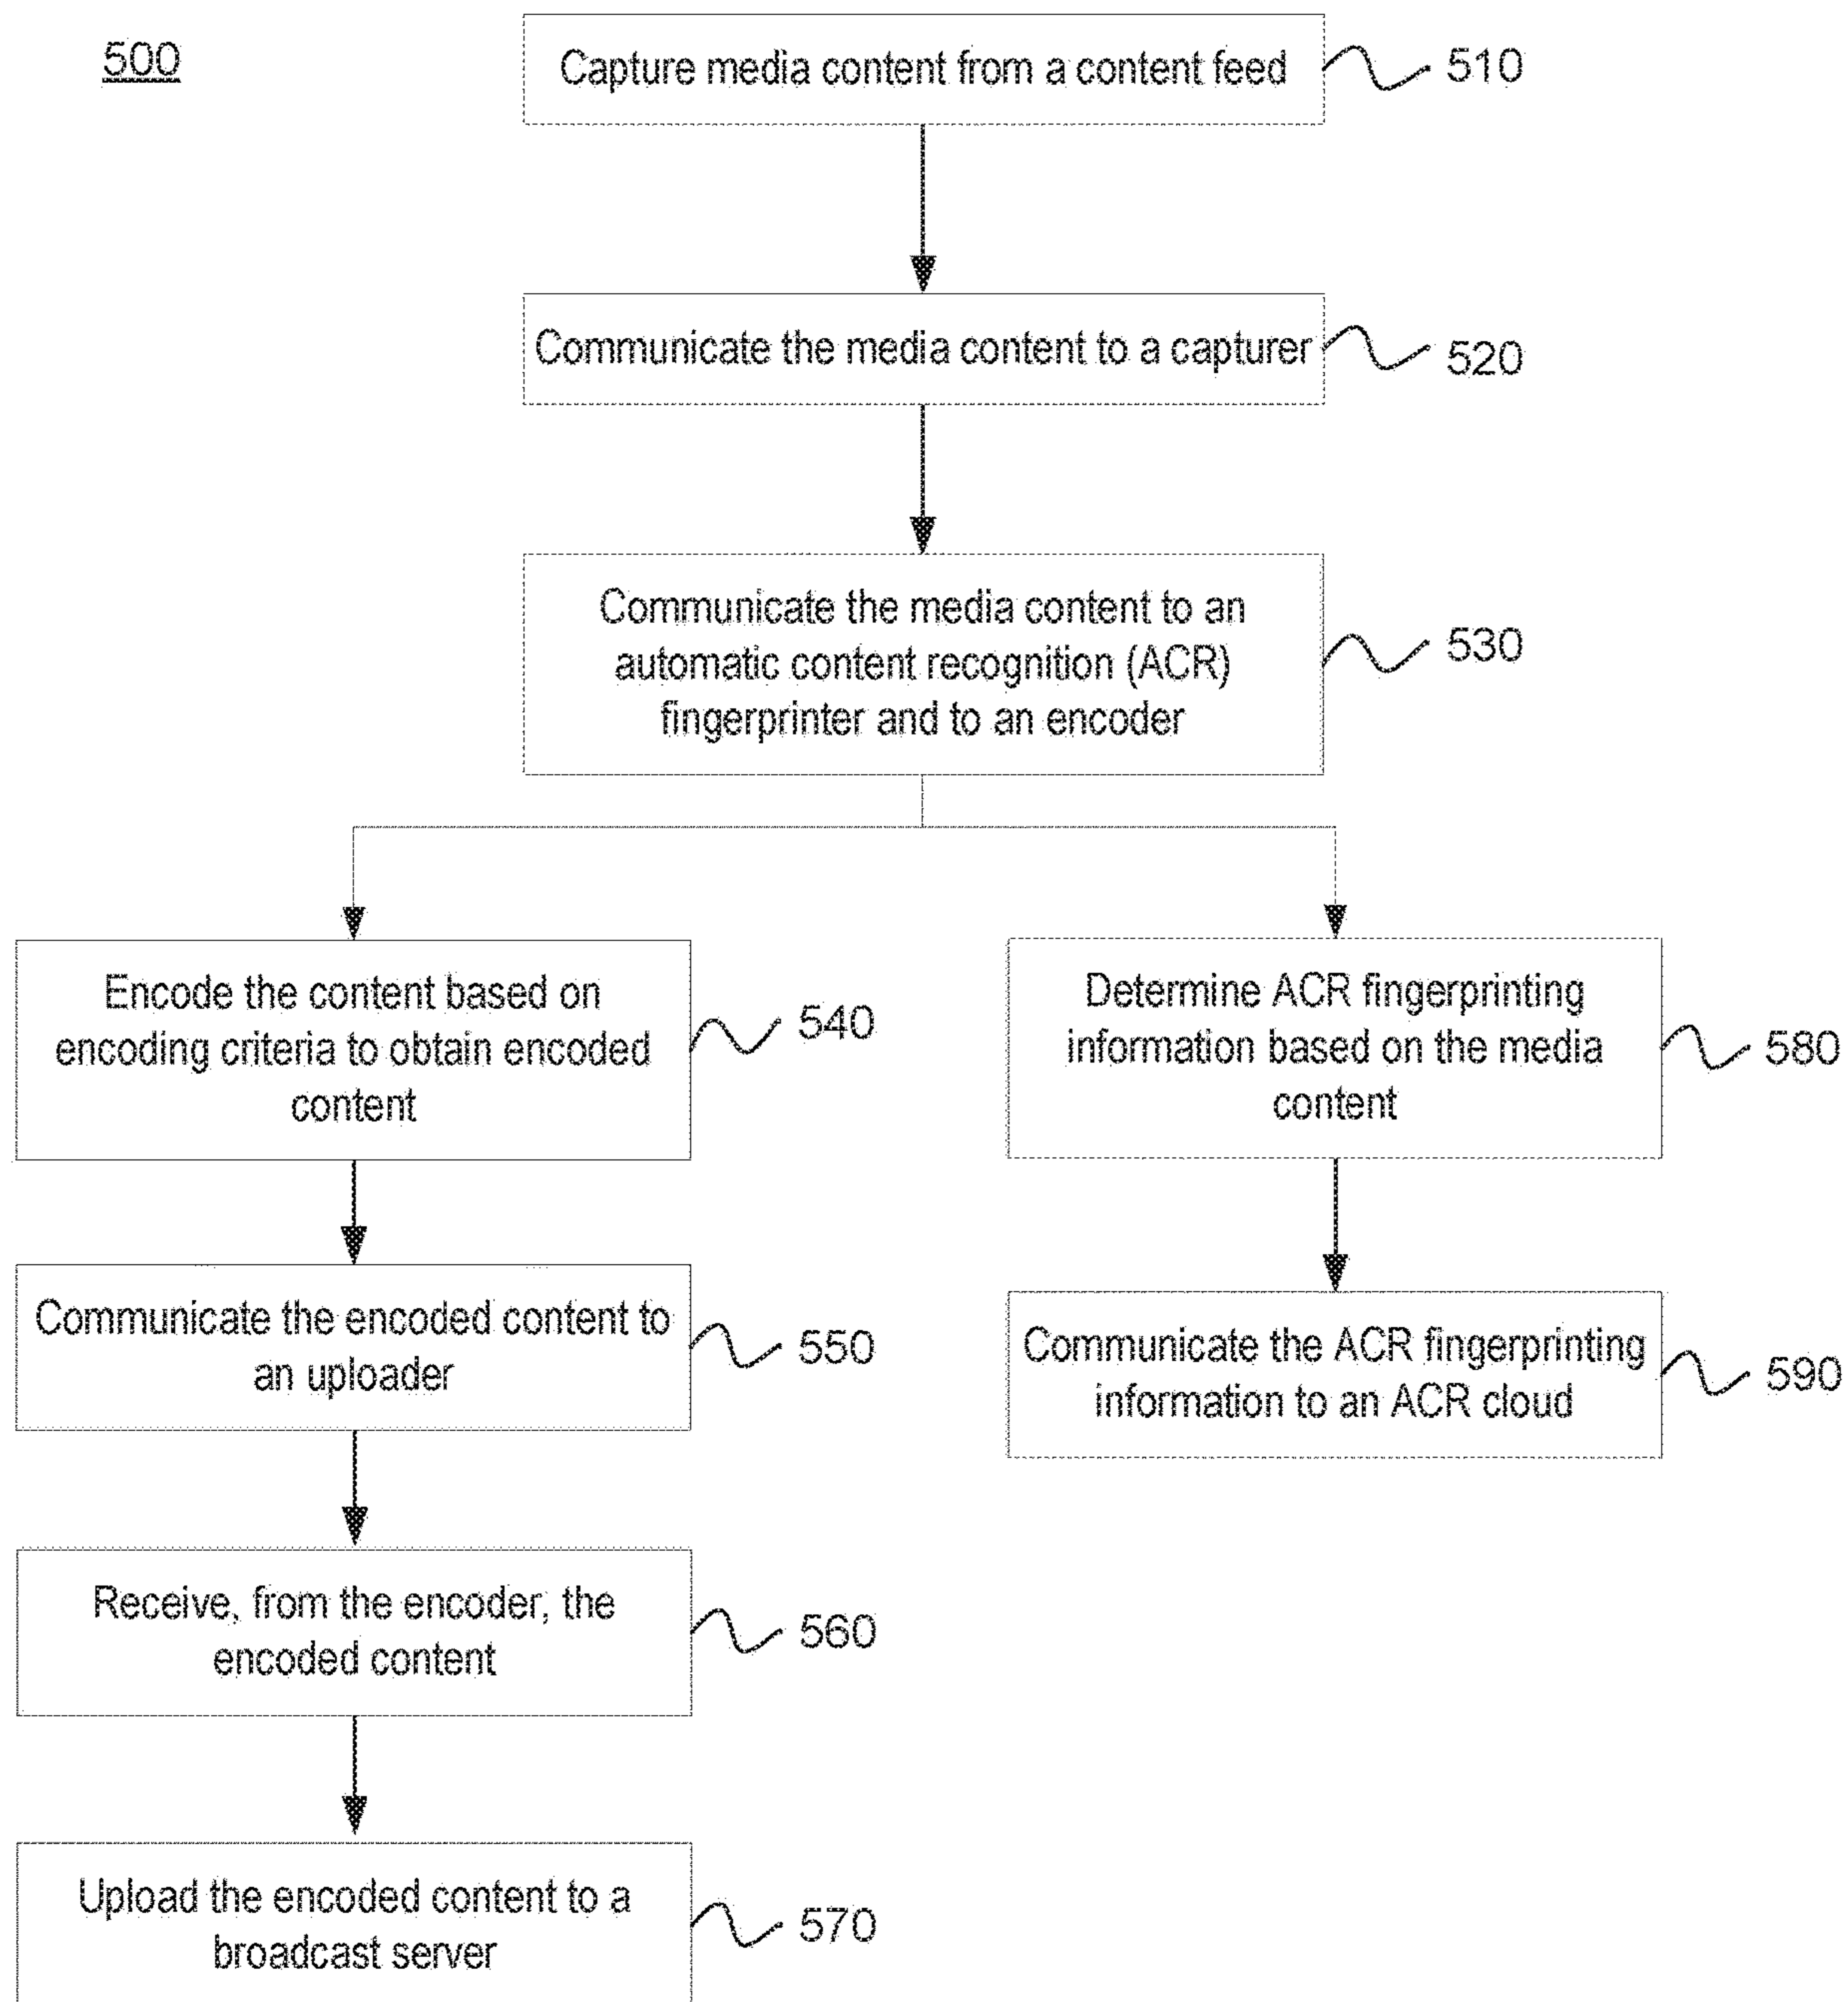 500
Capture media content from a content feed
510
Communicate the media content to a capturer
520
Communicate the media content to an
automatic content recognition (ACR)
fingerprinter and to an encoder
530
Encode the content based on
encoding criteria to obtain encoded
content
540
Communicate the encoded content to
an uploader
550
Receive, from the encoder, the
encoded content
560
Upload the encoded content to a
broadcast server
570
Determine ACR fingerprinting
information based on the media
content
580
Communicate the ACR fingerprinting
information to an ACR cloud
590